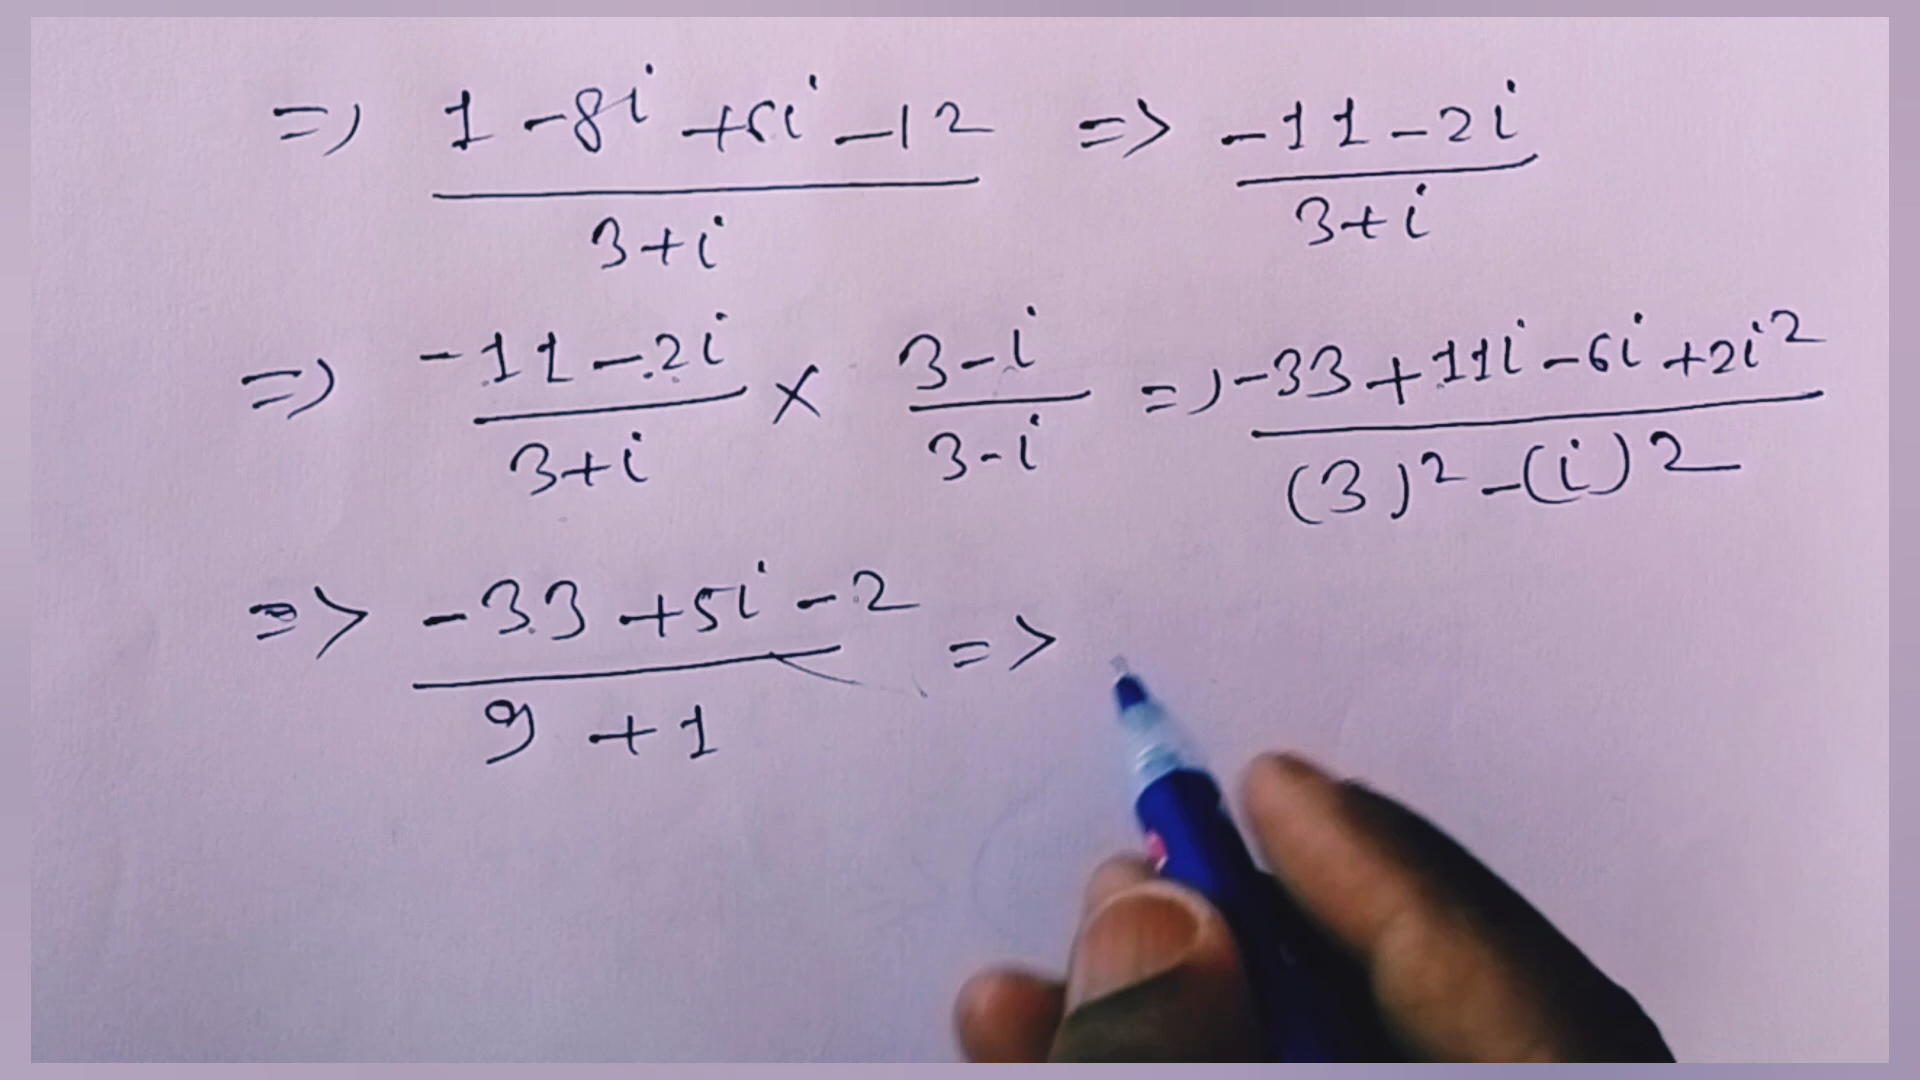 => 1 - 8i + 6i - 12 / 3 + i => -11 - 2i / 3 + i
=> -11 - 2i / 3 + i × 3 - i / 3 - i => -33 + 11i - 6i + 2i² / (3)² - (i)²
=> -33 + 5i - 2 / 9 + 1 =>